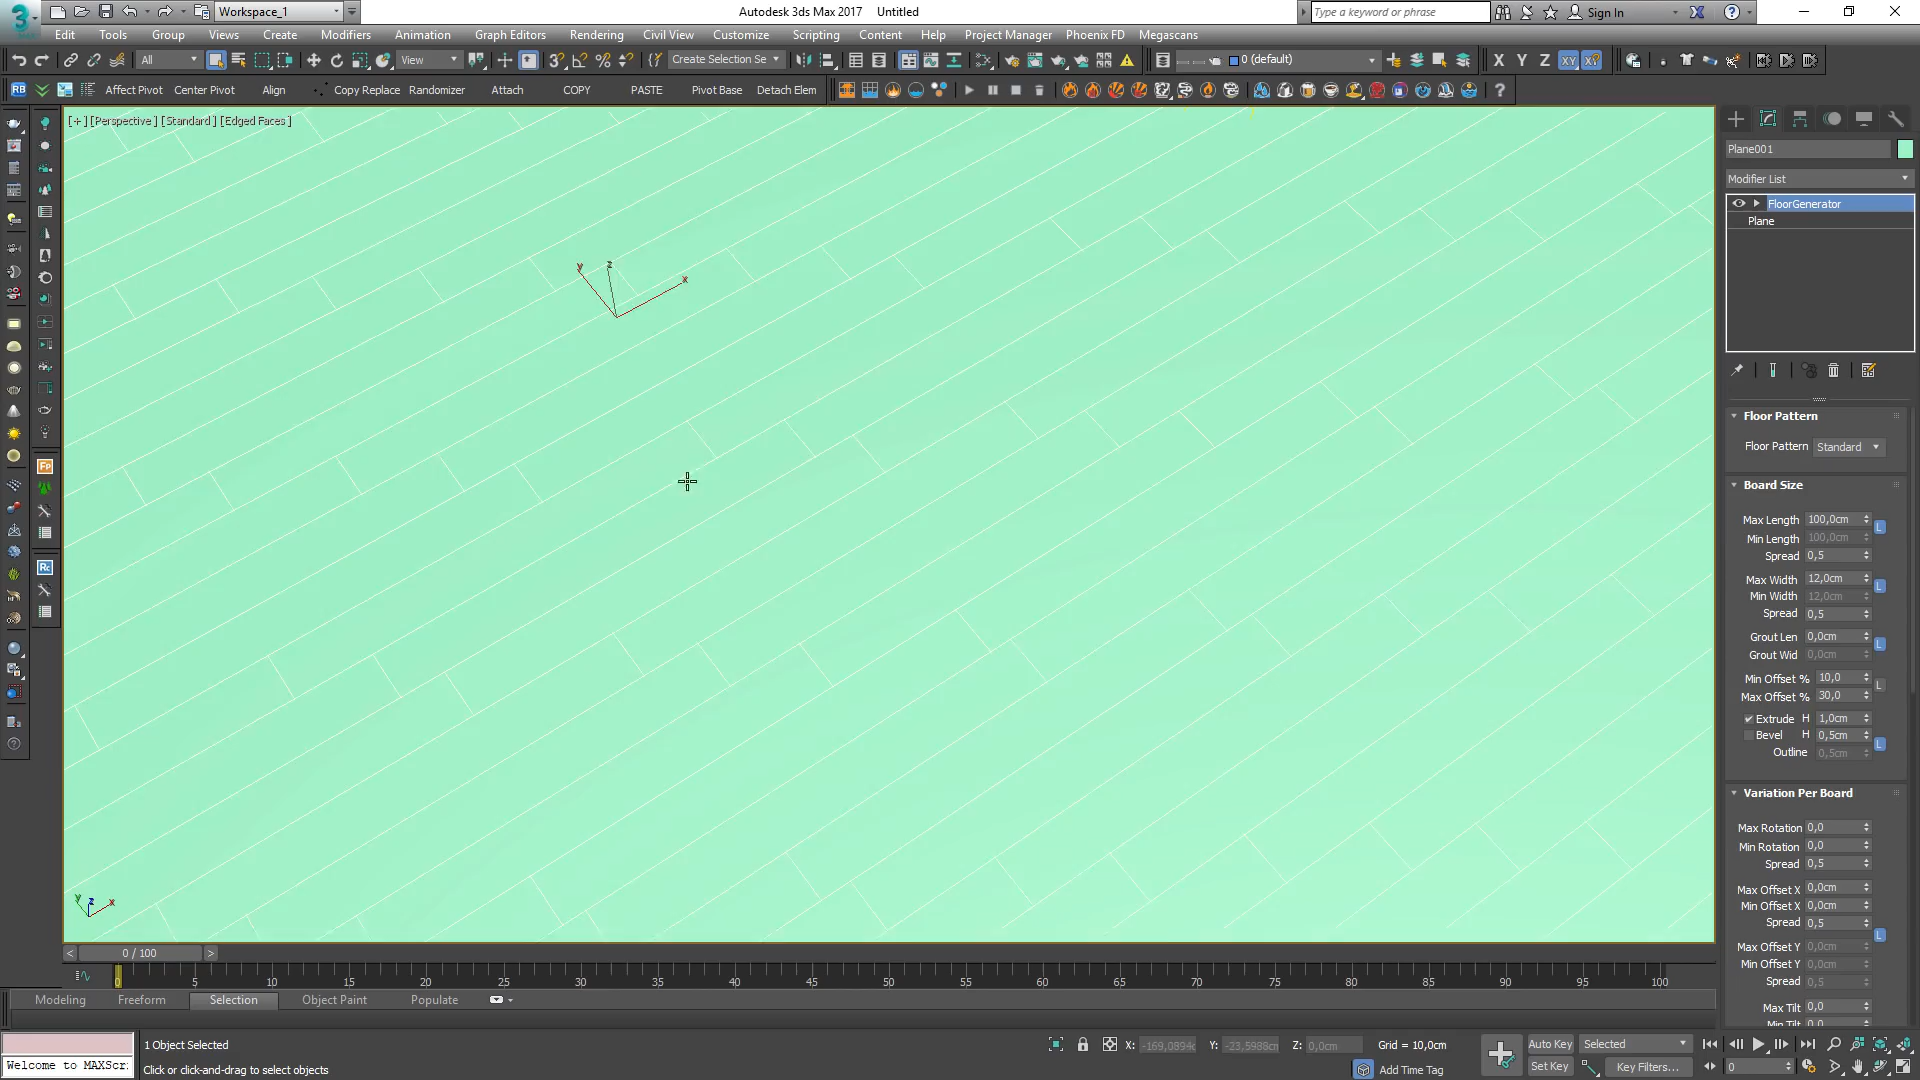 Workspace_1
Autodesk 3ds Max 2017    Untitled
Type a keyword or phrase
Sign In
Edit Tools Group Views Create Modifiers Animation Graph Editors Rendering Civil View Customize Scripting Content Help Project Manager Phoenix FD Megascans
All
View
Create Selection Se
0 (default)
X Y Z XY XY
RB Affect Pivot Center Pivot Align Copy Replace Randomizer Attach COPY PASTE Pivot Base Detach Elem
[+] [Perspective] [Standard] [Edged Faces]
Plane001
Modifier List
FloorGenerator
Plane
y z x
Floor Pattern
Floor Pattern Standard
Fp
Board Size
Max Length 100,0cm L
Min Length 100,0cm
Spread 0,5
Rc
Max Width 12,0cm L
Min Width 12,0cm
Spread 0,5
Grout Len 0,0cm L
Grout Wid 0,0cm
Min Offset % 10,0 L
Max Offset % 30,0
Extrude H 1,0cm
Bevel H 0,5cm L
Outline 0,5cm
Variation Per Board
Max Rotation 0,0
Min Rotation 0,0
Spread 0,5
Max Offset X 0,0cm
Min Offset X 0,0cm
Spread 0,5
L
Max Offset Y 0,0cm
Min Offset Y 0,0cm
Spread 0,5
Max Tilt 0,0
Min Tilt 0,0
y z x
< 0 / 100 >
0 5 10 15 20 25 30 35 40 45 50 55 60 65 70 75 80 85 90 95 100
Modeling Freeform Selection Object Paint Populate
1 Object Selected
X: -169,0894c Y: -23,5988cm Z: 0,0cm Grid = 10,0cm
Auto Key Selected
Welcome to MAXScr:
Click or click-and-drag to select objects
Add Time Tag
Set Key Key Filters... 0